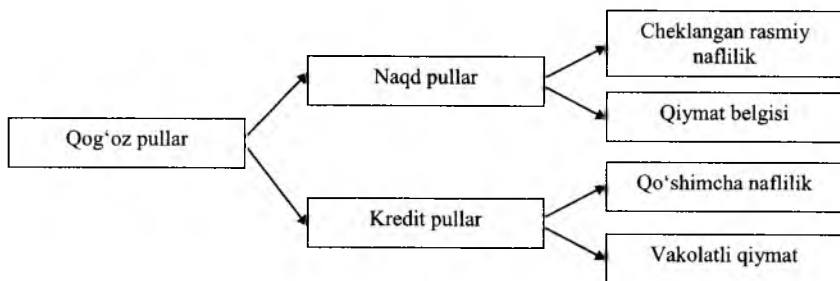 Qog‘oz pullar
Naqd pullar
Kredit pullar
Cheklangan rasmiy
naflilik
Qiymat belgisi
Qo‘shimcha naflilik
Vakolatli qiymat